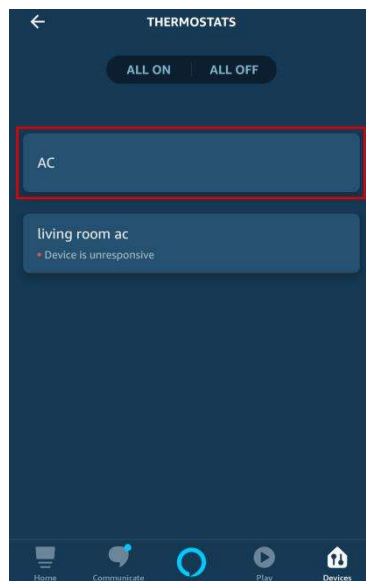 THERMOSTATS
ALL ON ALL OFF
AC
living room ac
Device is unresponsive
Home Communicate Play Devices